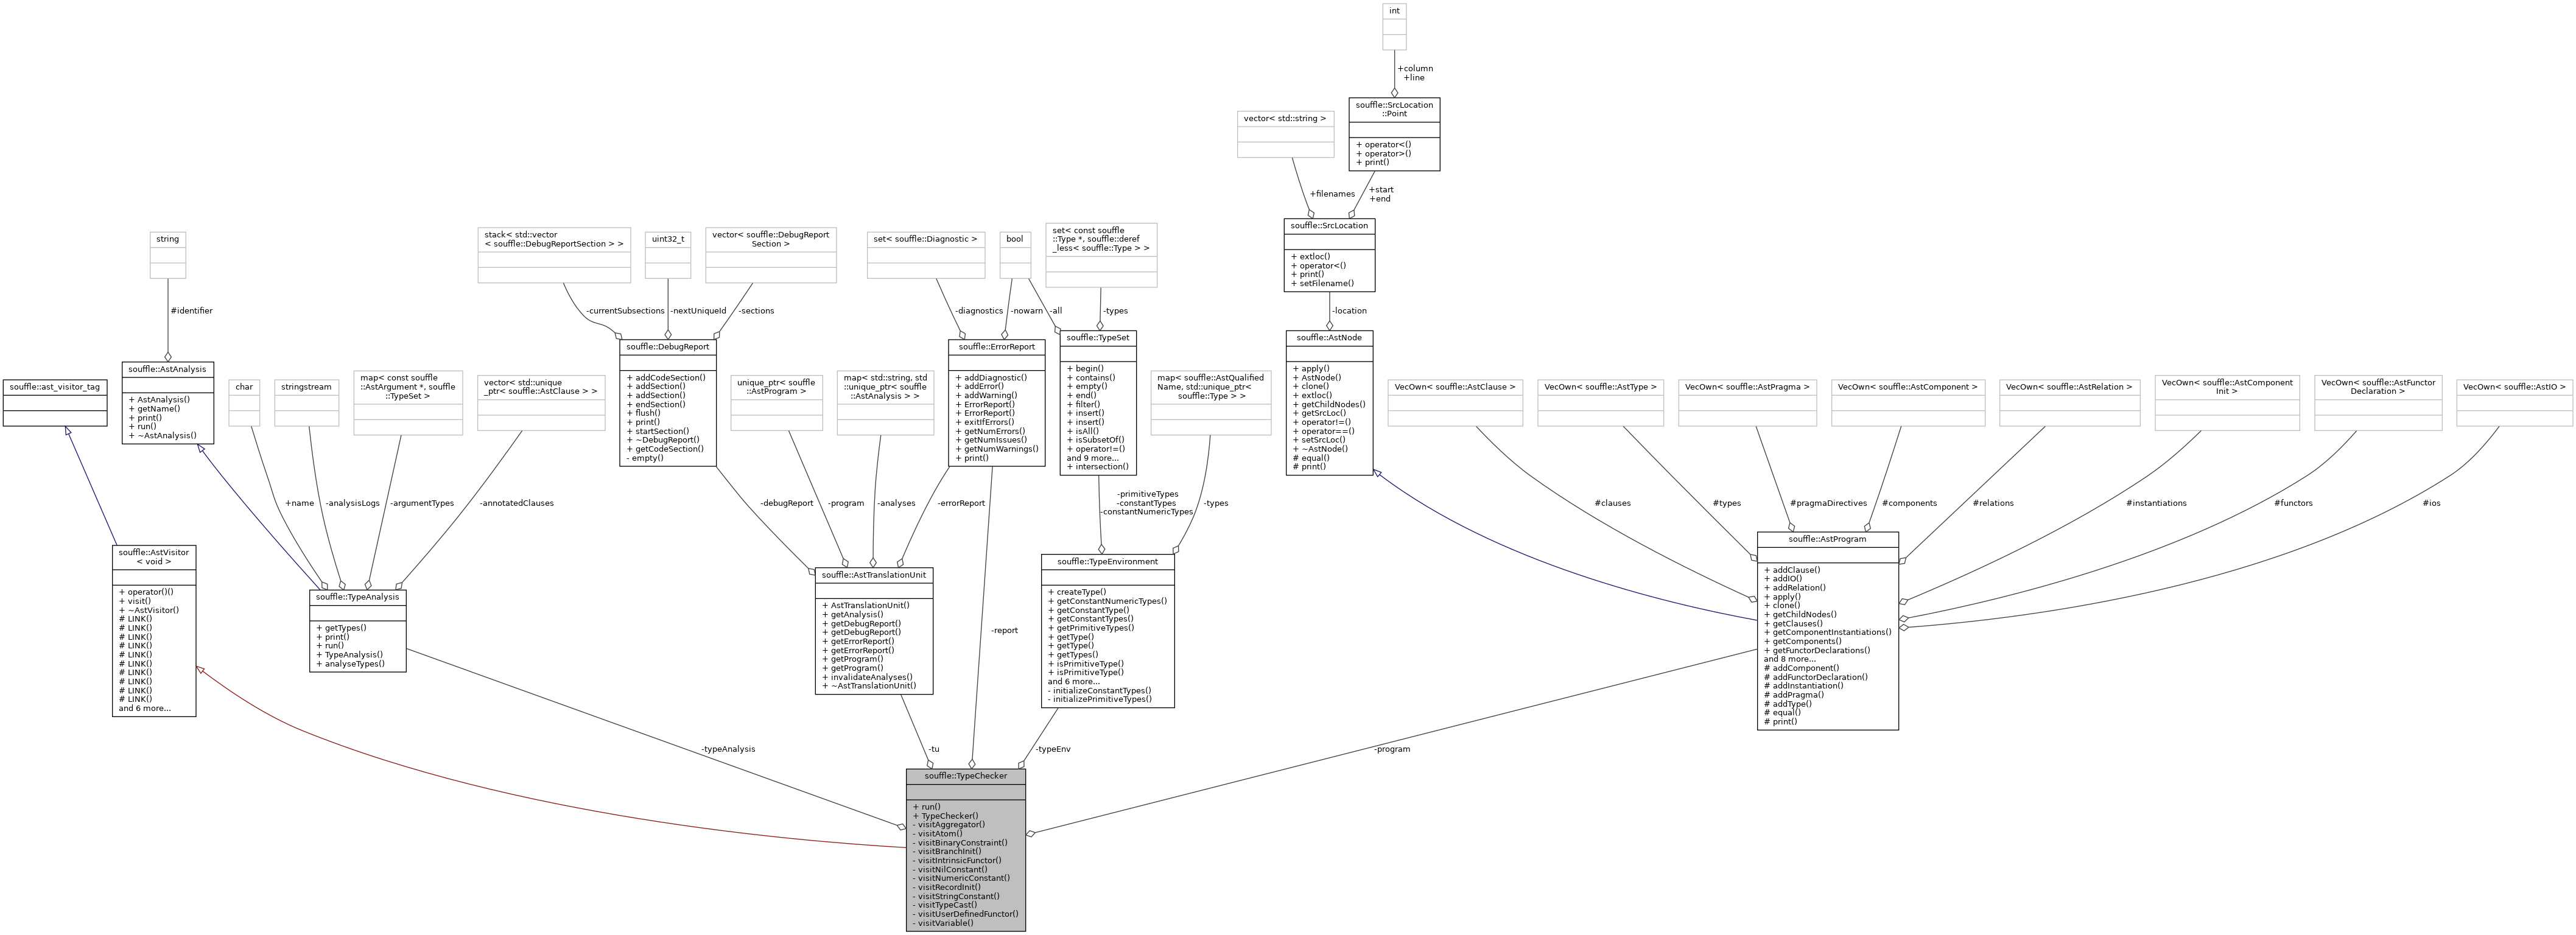 int
+column
+line
souffle::SrcLocation
::Point
+ operator<()
+ operator>()
+ print()
vector< std::string >
+filenames
+start
+end
souffle::SrcLocation
+ extloc()
+ operator<()
+ print()
+ setFilename()
-location
string
#identifier
stack< std::vector
< souffle::DebugReportSection > >
-currentSubsections
uint32_t
-nextUniqueId
vector< souffle::DebugReport
Section >
-sections
set< souffle::Diagnostic >
-diagnostics
bool
-nowarn
-all
set< const souffle
::Type *, souffle::deref
_less< souffle::Type > >
-types
souffle::ast_visitor_tag
souffle::AstAnalysis
+ AstAnalysis()
+ getName()
+ print()
+ run()
+ ~AstAnalysis()
char
+name
stringstream
-analysisLogs
map< const souffle
::AstArgument *, souffle
::TypeSet >
-argumentTypes
vector< std::unique
_ptr< souffle::AstClause > >
-annotatedClauses
souffle::DebugReport
+ addCodeSection()
+ addSection()
+ addSection()
+ endSection()
+ flush()
+ print()
+ startSection()
+ ~DebugReport()
+ getCodeSection()
- empty()
-debugReport
unique_ptr< souffle
::AstProgram >
-program
map< std::string, std
::unique_ptr< souffle
::AstAnalysis > >
-analyses
souffle::ErrorReport
+ addDiagnostic()
+ addError()
+ addWarning()
+ ErrorReport()
+ ErrorReport()
+ exitIfErrors()
+ getNumErrors()
+ getNumIssues()
+ getNumWarnings()
+ print()
-errorReport
souffle::TypeSet
+ begin()
+ contains()
+ empty()
+ end()
+ filter()
+ insert()
+ insert()
+ isAll()
+ isSubsetOf()
+ operator!=()
and 9 more...
+ intersection()
-primitiveTypes
-constantTypes
-constantNumericTypes
map< souffle::AstQualified
Name, std::unique_ptr<
souffle::Type > >
-types
souffle::AstNode
+ apply()
+ AstNode()
+ clone()
+ extloc()
+ getChildNodes()
+ getSrcLoc()
+ operator!=()
+ operator==()
+ setSrcLoc()
+ ~AstNode()
# equal()
# print()
VecOwn< souffle::AstClause >
#clauses
VecOwn< souffle::AstType >
#types
VecOwn< souffle::AstPragma >
#pragmaDirectives
VecOwn< souffle::AstComponent >
#components
VecOwn< souffle::AstRelation >
#relations
VecOwn< souffle::AstComponent
Init >
#instantiations
VecOwn< souffle::AstFunctor
Declaration >
#functors
VecOwn< souffle::AstIO >
#ios
souffle::AstVisitor
< void >
+ operator()()
+ visit()
+ ~AstVisitor()
# LINK()
# LINK()
# LINK()
# LINK()
# LINK()
# LINK()
# LINK()
# LINK()
# LINK()
# LINK()
and 6 more...
souffle::TypeAnalysis
+ getTypes()
+ print()
+ run()
+ TypeAnalysis()
+ analyseTypes()
-typeAnalysis
souffle::AstTranslationUnit
+ AstTranslationUnit()
+ getAnalysis()
+ getDebugReport()
+ getDebugReport()
+ getErrorReport()
+ getErrorReport()
+ getProgram()
+ getProgram()
+ invalidateAnalyses()
+ ~AstTranslationUnit()
-tu
-report
souffle::TypeEnvironment
+ createType()
+ getConstantNumericTypes()
+ getConstantType()
+ getConstantTypes()
+ getPrimitiveTypes()
+ getType()
+ getType()
+ getTypes()
+ isPrimitiveType()
+ isPrimitiveType()
and 6 more...
- initializeConstantTypes()
- initializePrimitiveTypes()
-typeEnv
souffle::AstProgram
+ addClause()
+ addIO()
+ addRelation()
+ apply()
+ clone()
+ getChildNodes()
+ getClauses()
+ getComponentInstantiations()
+ getComponents()
+ getFunctorDeclarations()
and 8 more...
# addComponent()
# addFunctorDeclaration()
# addInstantiation()
# addPragma()
# addType()
# equal()
# print()
-program
souffle::TypeChecker
+ run()
+ TypeChecker()
- visitAggregator()
- visitAtom()
- visitBinaryConstraint()
- visitBranchInit()
- visitIntrinsicFunctor()
- visitNilConstant()
- visitNumericConstant()
- visitRecordInit()
- visitStringConstant()
- visitTypeCast()
- visitUserDefinedFunctor()
- visitVariable()